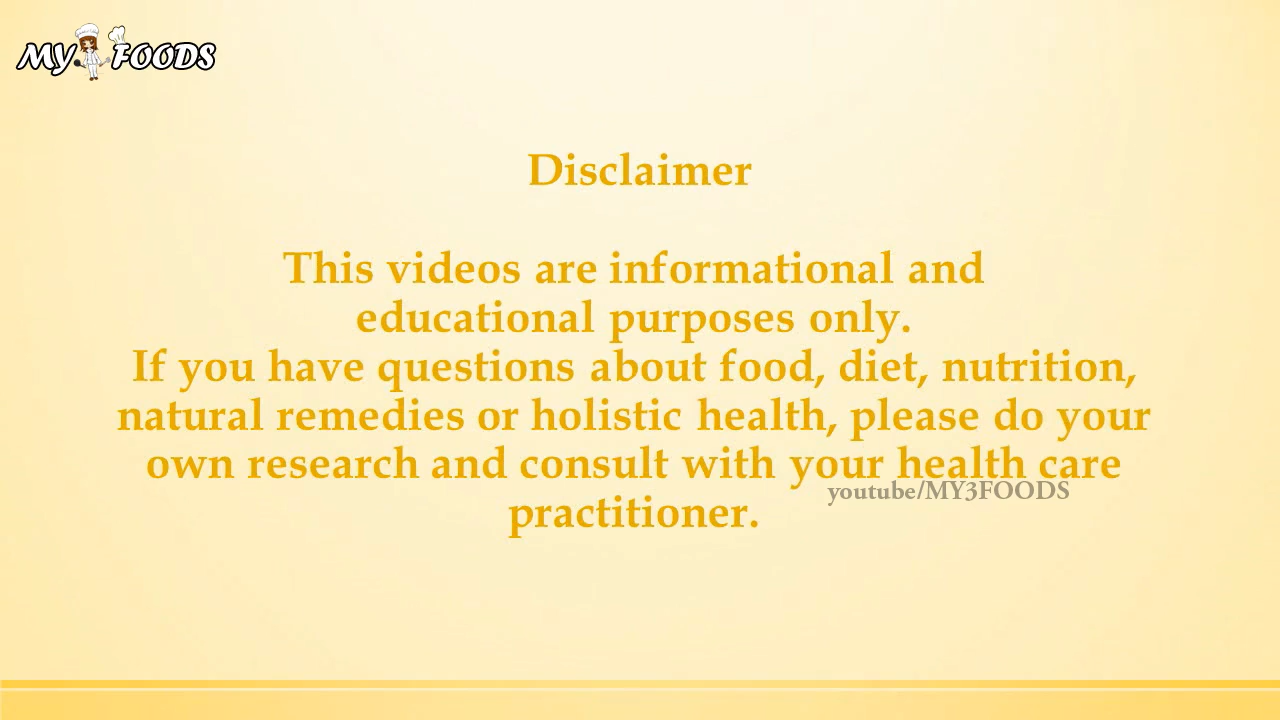 MY FOODS
Disclaimer
This videos are informational and
educational purposes only.
If you have questions about food, diet, nutrition,
natural remedies or holistic health, please do your
own research and consult with your health care
youtube/MY3FOODS
practitioner.